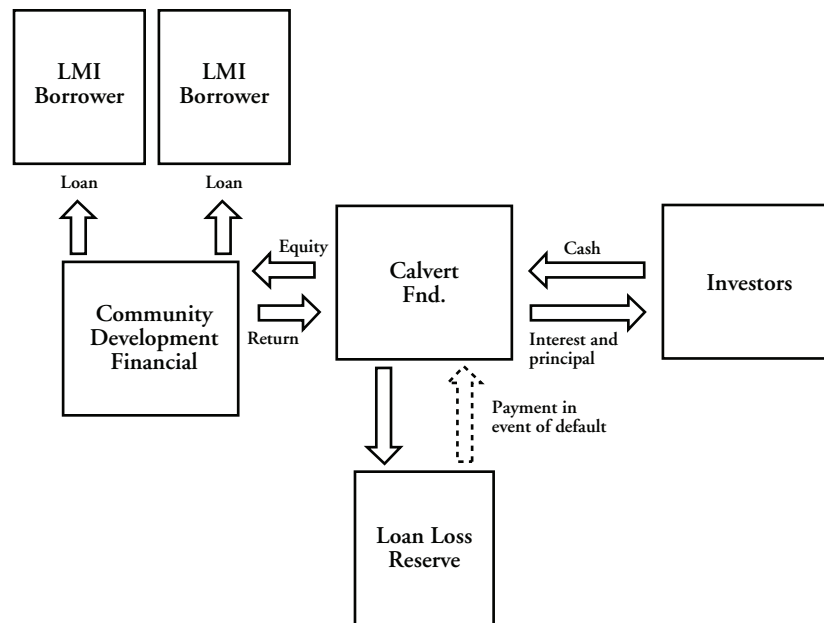 LMI
Borrower
LMI
Borrower
Loan
Loan
Equity
Calvert
Fnd.
Cash
Investors
Community
Development
Financial
Return
Interest and
principal
Payment in
event of default
Loan Loss
Reserve